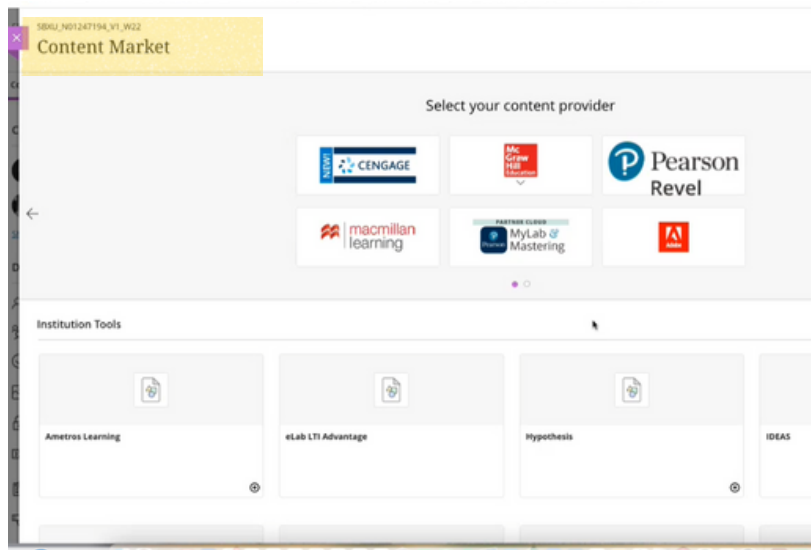 SBXU_N01247194_V1_W22
Content Market
Select your content provider
NEW!
CENGAGE
Mc
Graw
Hill
Education
Pearson
Revel
macmillan
learning
PARTNER CLOUD
Pearson
MyLab &
Mastering
Adobe
Institution Tools
Ametros Learning
eLab LTI Advantage
Hypothesis
IDEAS